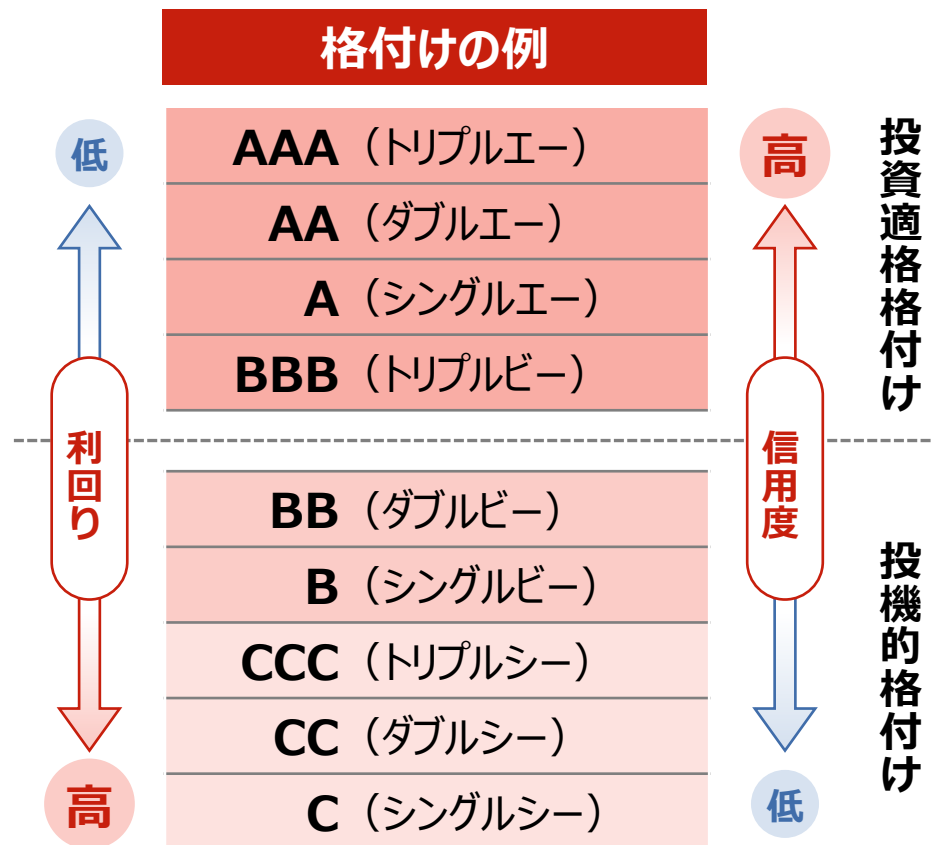 格付けの例
低
AAA（トリプルエー）
高
AA（ダブルエー）
A（シングルエー）
BBB（トリプルビー）
投資適格格付け
利回り
信用度
BB（ダブルビー）
B（シングルビー）
CCC（トリプルシー）
CC（ダブルシー）
C（シングルシー）
高
低
投機的格付け